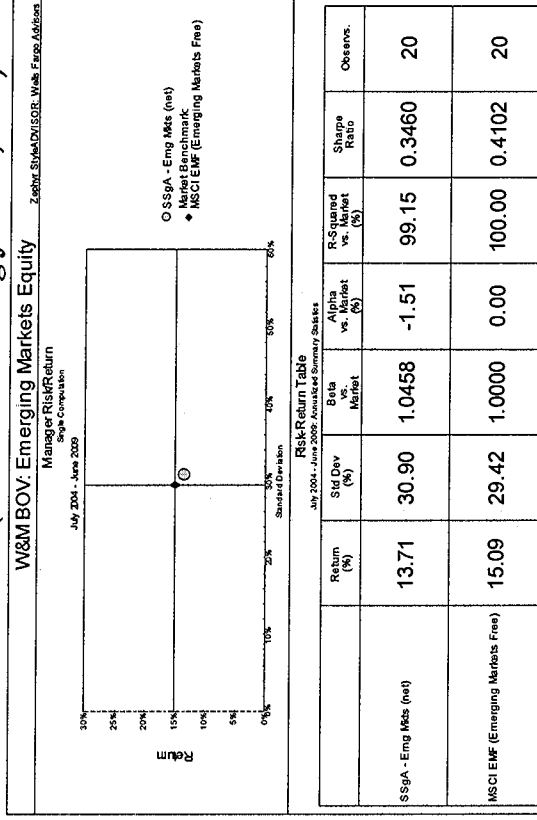 W&M BOV: Emerging Markets Equity
Zephyr StyleADVISOR: Wells Fargo Advisors
Manager Risk/Return
Single Computation
July 2004 - June 2009
Return
30%
25%
20%
15%
10%
5%
0%
0%
10%
20%
30%
40%
50%
60%
Standard Deviation
SSgA - Emg Mkts (net)
Market Benchmark:
MSCI EMF (Emerging Markets Free)
Risk-Return Table
July 2004 - June 2009: Annualized Summary Statistics
Return (%) Std Dev (%) Beta vs. Market Alpha vs. Market (%) R-Squared vs. Market (%) Sharpe Ratio Observs.
SSgA - Emg Mkts (net) 13.71 30.90 1.0458 -1.51 99.15 0.3460 20
MSCI EMF (Emerging Markets Free) 15.09 29.42 1.0000 0.00 100.00 0.4102 20